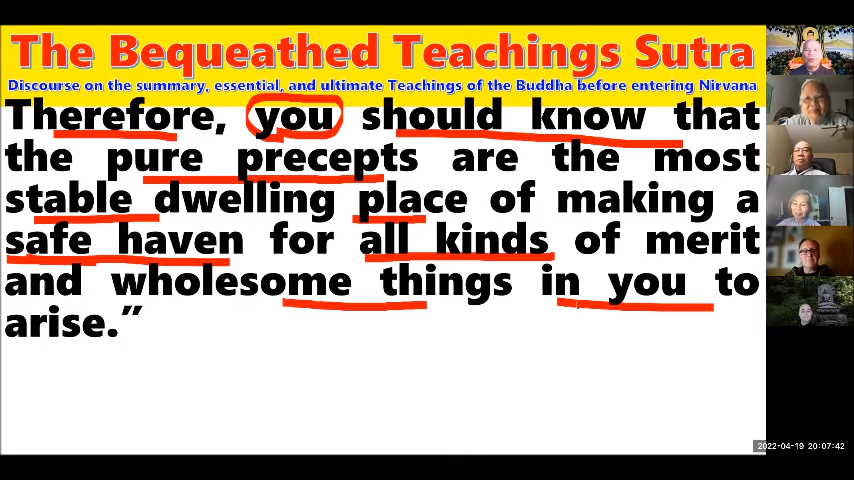 The Bequeathed Teachings Sutra
Discourse on the summary, essential, and ultimate Teachings of the Buddha before entering Nirvana
Therefore, you should know that
the pure precepts are the most
stable dwelling place of making a
safe haven for all kinds of merit
and wholesome things in you to
arise.”
2022-04-19 20:07:42